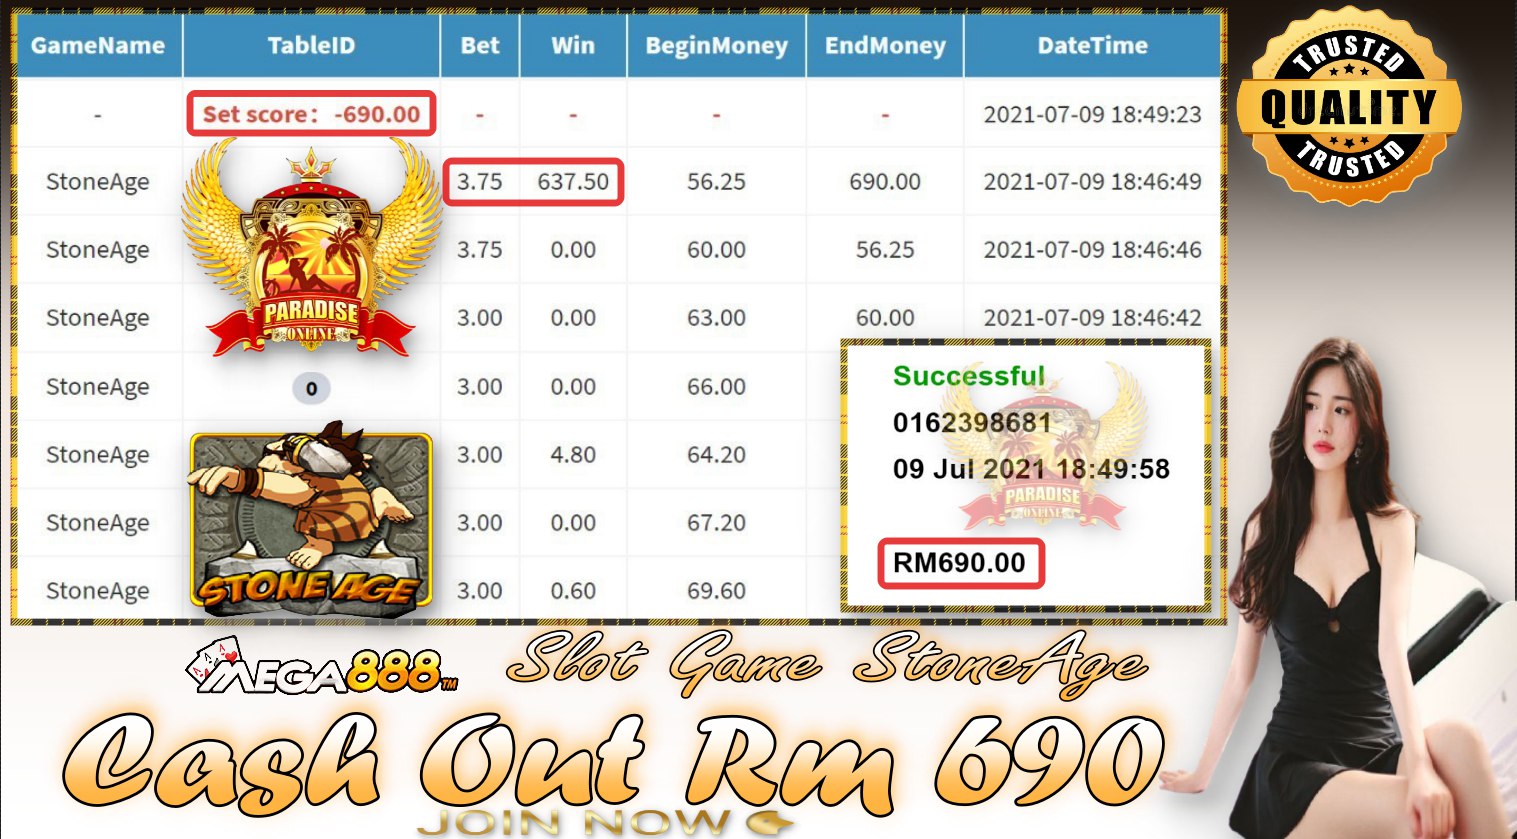 GameName TableID Bet Win BeginMoney EndMoney DateTime
- Set score: -690.00 - - - - 2021-07-09 18:49:23
StoneAge 3.75 637.50 56.25 690.00 2021-07-09 18:46:49
StoneAge 3.75 0.00 60.00 56.25 2021-07-09 18:46:46
StoneAge 3.00 0.00 63.00 60.00 2021-07-09 18:46:42
StoneAge 0 3.00 0.00 66.00
StoneAge 3.00 4.80 64.20
StoneAge 3.00 0.00 67.20
StoneAge 3.00 0.60 69.60
PARADISE
ONLINE
STONE AGE
Successful
0162398681
09 Jul 2021 18:49:58
PARADISE
ONLINE
RM690.00
TRUSTED
QUALITY
TRUSTED
MEGA888 TM
Slot Game StoneAge
Cash Out Rm 690
JOIN NOW